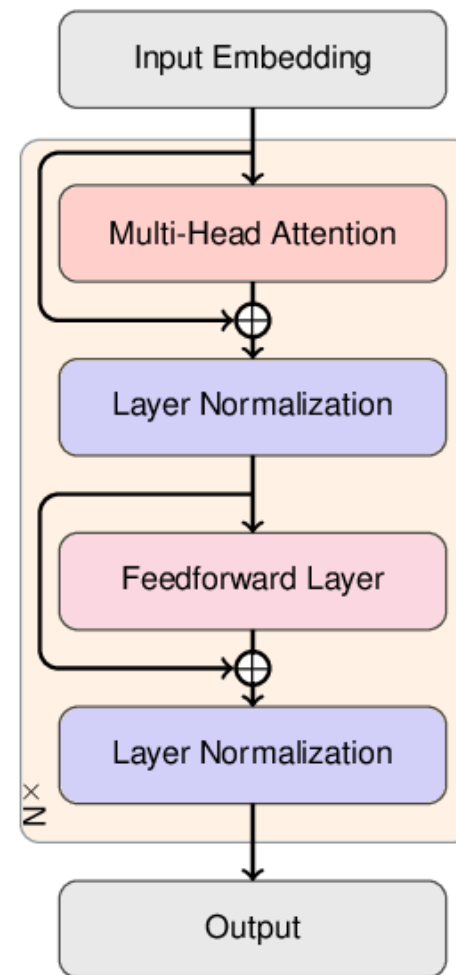 Input Embedding
Multi-Head Attention
Layer Normalization
Feedforward Layer
Layer Normalization
N×
Output